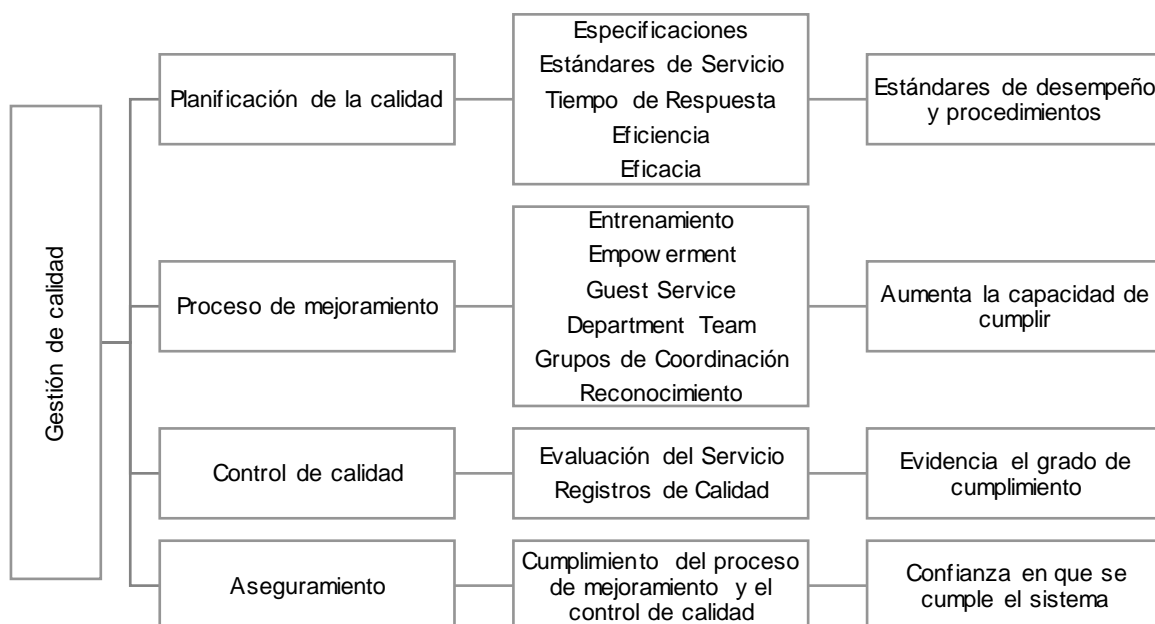 Gestión de calidad
Planificación de la calidad
Especificaciones
Estándares de Servicio
Tiempo de Respuesta
Eficiencia
Eficacia
Estándares de desempeño
y procedimientos
Proceso de mejoramiento
Entrenamiento
Empowerment
Guest Service
Department Team
Grupos de Coordinación
Reconocimiento
Aumenta la capacidad de
cumplir
Control de calidad
Evaluación del Servicio
Registros de Calidad
Evidencia el grado de
cumplimiento
Aseguramiento
Cumplimiento del proceso
de mejoramiento y el
control de calidad
Confianza en que se
cumple el sistema